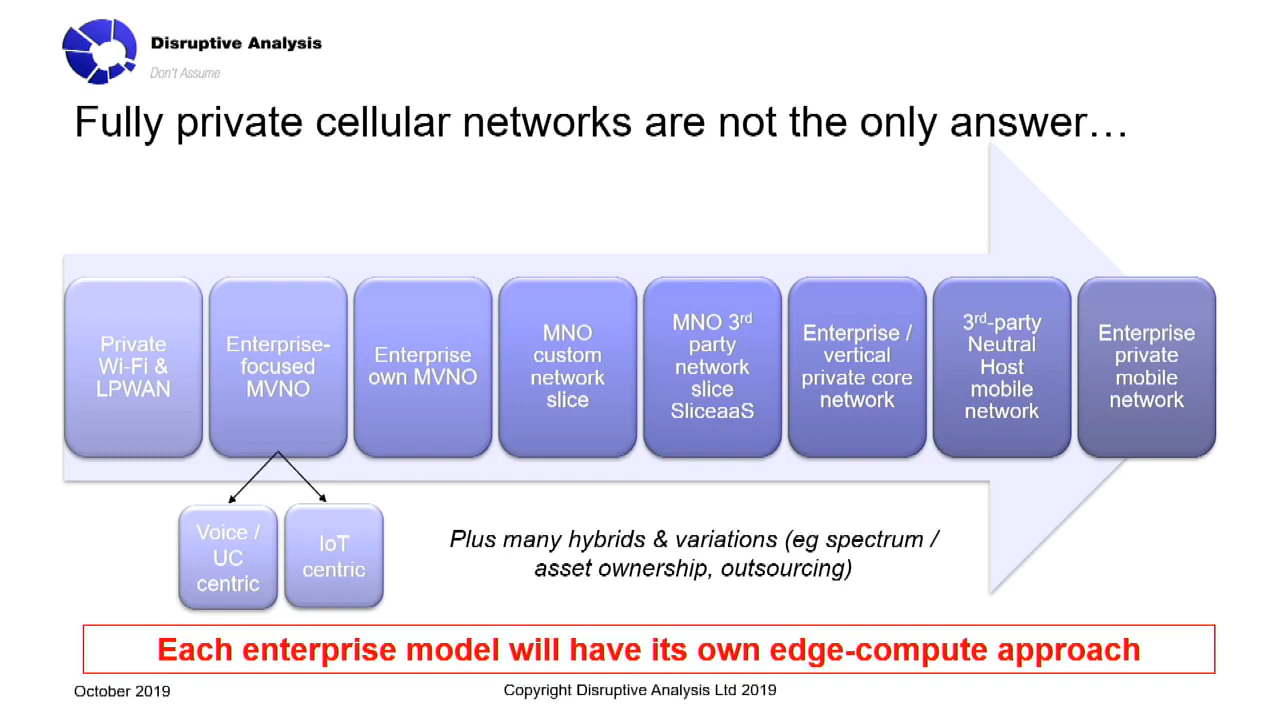 Disruptive Analysis
Don't Assume
Fully private cellular networks are not the only answer…
Private
Wi-Fi &
LPWAN
Enterprise-
focused
MVNO
Enterprise
own MVNO
MNO
custom
network
slice
MNO 3rd
party
network
slice
SliceaaS
Enterprise /
vertical
private core
network
3rd-party
Neutral
Host
mobile
network
Enterprise
private
mobile
network
Voice /
UC
centric
IoT
centric
Plus many hybrids & variations (eg spectrum /
asset ownership, outsourcing)
Each enterprise model will have its own edge-compute approach
October 2019
Copyright Disruptive Analysis Ltd 2019